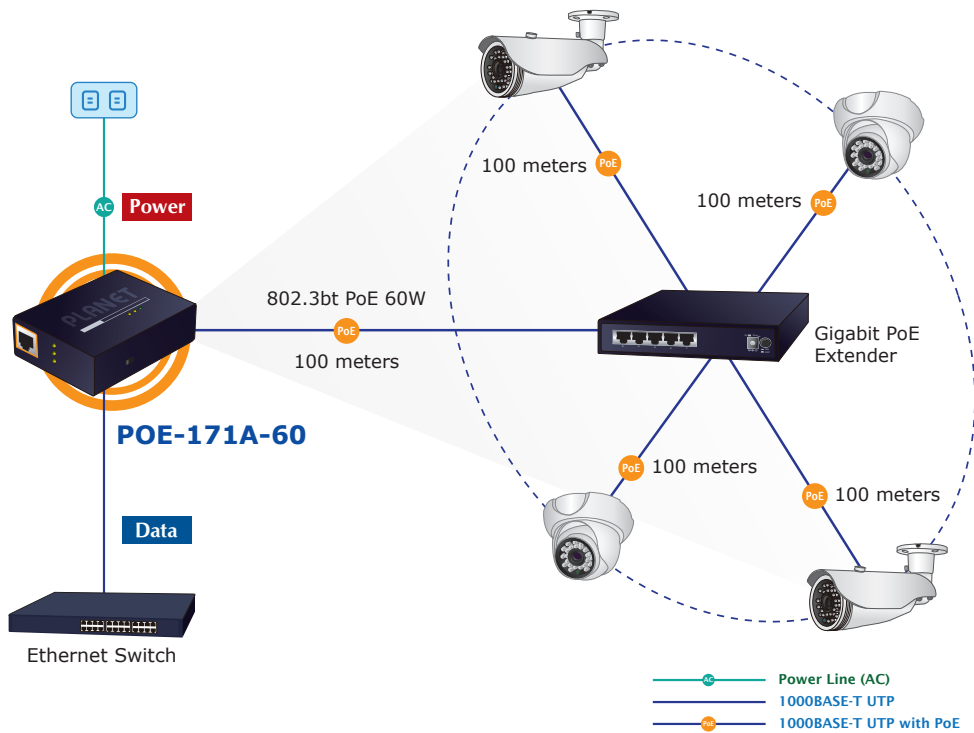 100 meters
PoE
100 meters
PoE
AC
Power
PLANET
802.3bt PoE 60W
PoE
100 meters
Gigabit PoE
Extender
POE-171A-60
PoE
100 meters
PoE
100 meters
Data
Ethernet Switch
AC
Power Line (AC)
1000BASE-T UTP
PoE
1000BASE-T UTP with PoE